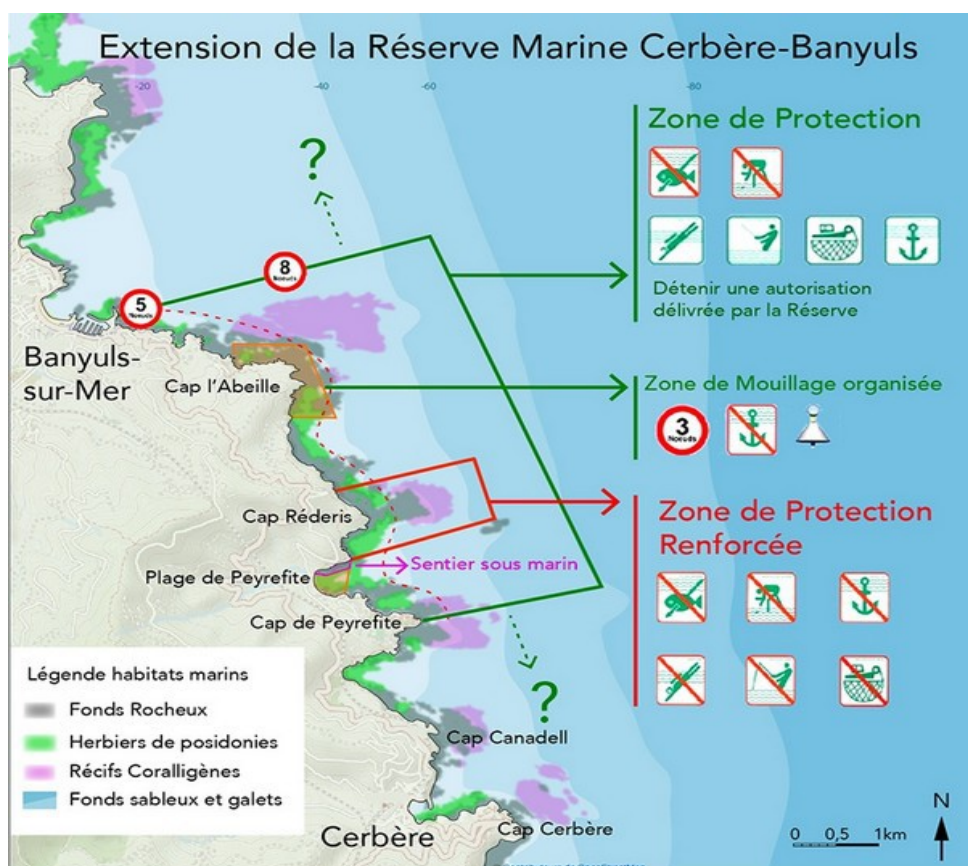 Extension de la Réserve Marine Cerbère-Banyuls
-20
-40
-60
-80
Zone de Protection
?
8
Noeuds
5
Noeuds
Détenir une autorisation
délivrée par la Réserve
Banyuls-
sur-Mer
Cap l'Abeille
Zone de Mouillage organisée
3
Noeuds
Cap Réderis
Zone de Protection
Renforcée
Sentier sous marin
Plage de Peyrefite
Cap de Peyrefite
?
Légende habitats marins
Fonds Rocheux
Herbiers de posidonies
Récifs Coralligènes
Fonds sableux et galets
Cap Canadell
Cerbère
Cap Cerbère
N
0 0,5 1km